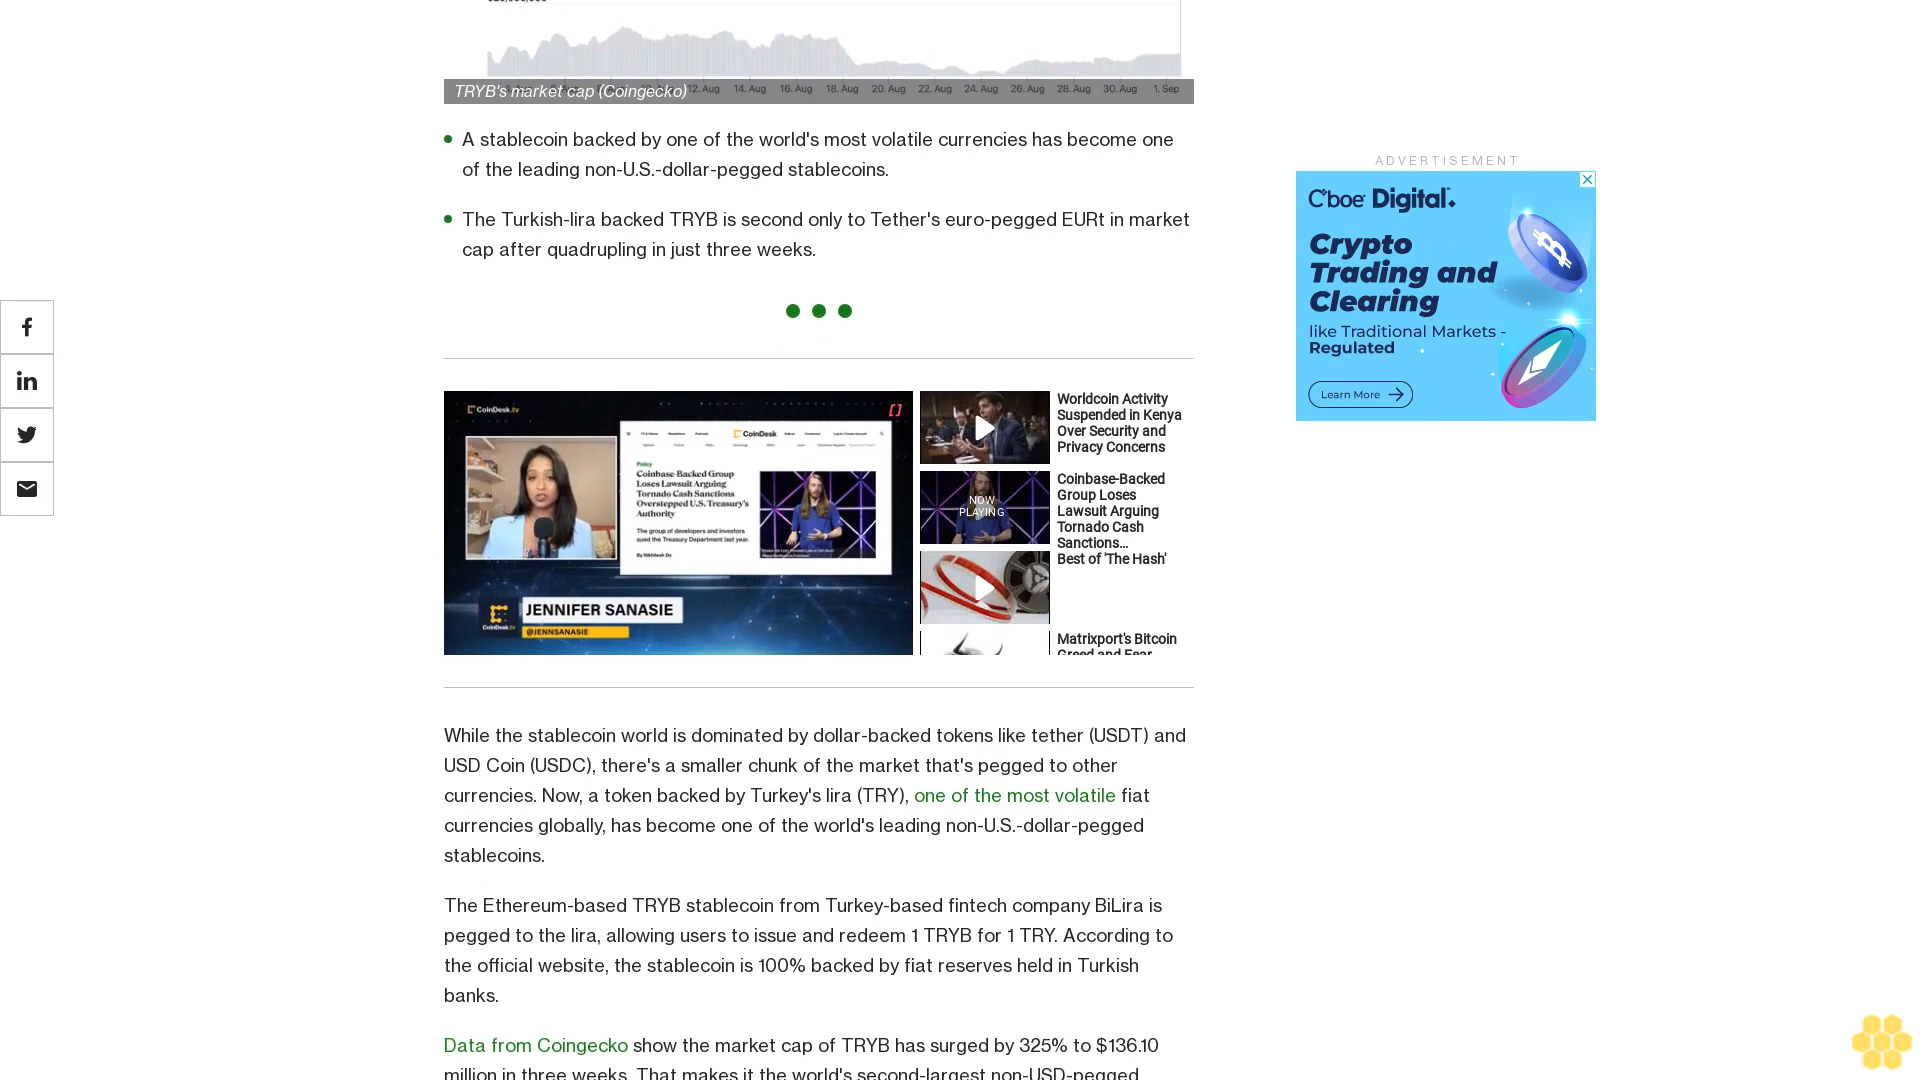 TRYB's market cap (Coingecko)
12. Aug 14. Aug 16. Aug 18. Aug 20. Aug 22. Aug 24. Aug 26. Aug 28. Aug 30. Aug 1. Sep
A stablecoin backed by one of the world's most volatile currencies has become one
of the leading non-U.S.-dollar-pegged stablecoins.
The Turkish-lira backed TRYB is second only to Tether's euro-pegged EURt in market
cap after quadrupling in just three weeks.
CoinDesk.tv
CoinDesk
Policy
Coinbase-Backed Group
Loses Lawsuit Arguing
Tornado Cash Sanctions
Overstepped U.S. Treasury's
Authority
The group of developers and investors
sued the Treasury Department last year.
By Nikhilesh De
JENNIFER SANASIE
@JENNSANASIE
CoinDesk.tv
Worldcoin Activity
Suspended in Kenya
Over Security and
Privacy Concerns
NOW
PLAYING
Coinbase-Backed
Group Loses
Lawsuit Arguing
Tornado Cash
Sanctions...
Best of 'The Hash'
Matrixport's Bitcoin
Greed and Fear
While the stablecoin world is dominated by dollar-backed tokens like tether (USDT) and
USD Coin (USDC), there's a smaller chunk of the market that's pegged to other
currencies. Now, a token backed by Turkey's lira (TRY), one of the most volatile fiat
currencies globally, has become one of the world's leading non-U.S.-dollar-pegged
stablecoins.
The Ethereum-based TRYB stablecoin from Turkey-based fintech company BiLira is
pegged to the lira, allowing users to issue and redeem 1 TRYB for 1 TRY. According to
the official website, the stablecoin is 100% backed by fiat reserves held in Turkish
banks.
Data from Coingecko show the market cap of TRYB has surged by 325% to $136.10
million in three weeks. That makes it the world's second-largest non-USD-pegged
ADVERTISEMENT
Cboe Digital
Crypto
Trading and
Clearing
like Traditional Markets -
Regulated
Learn More